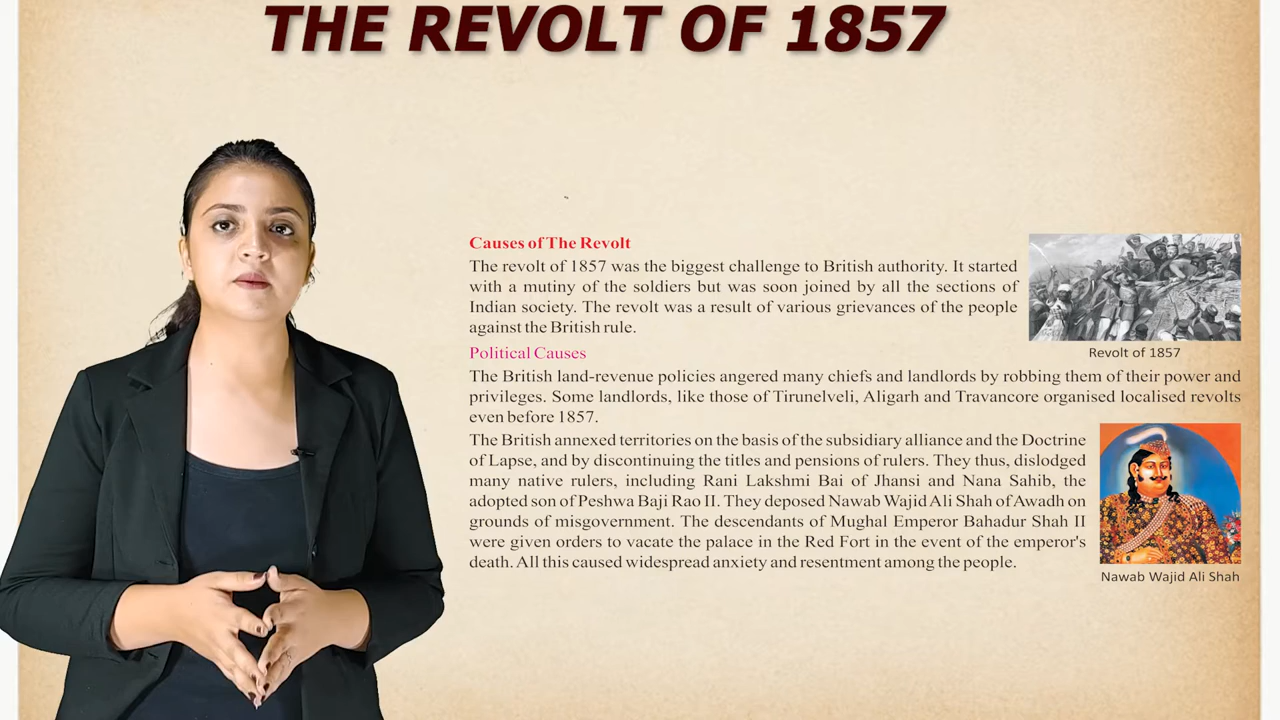 THE REVOLT OF 1857
Causes of The Revolt
The revolt of 1857 was the biggest challenge to British authority. It started
with a mutiny of the soldiers but was soon joined by all the sections of
Indian society. The revolt was a result of various grievances of the people
against the British rule.
Revolt of 1857
Political Causes
The British land-revenue policies angered many chiefs and landlords by robbing them of their power and
privileges. Some landlords, like those of Tirunelveli, Aligarh and Travancore organised localised revolts
even before 1857.
The British annexed territories on the basis of the subsidiary alliance and the Doctrine
of Lapse, and by discontinuing the titles and pensions of rulers. They thus, dislodged
many native rulers, including Rani Lakshmi Bai of Jhansi and Nana Sahib, the
adopted son of Peshwa Baji Rao II. They deposed Nawab Wajid Ali Shah of Awadh on
grounds of misgovernment. The descendants of Mughal Emperor Bahadur Shah II
were given orders to vacate the palace in the Red Fort in the event of the emperor's
death. All this caused widespread anxiety and resentment among the people.
Nawab Wajid Ali Shah